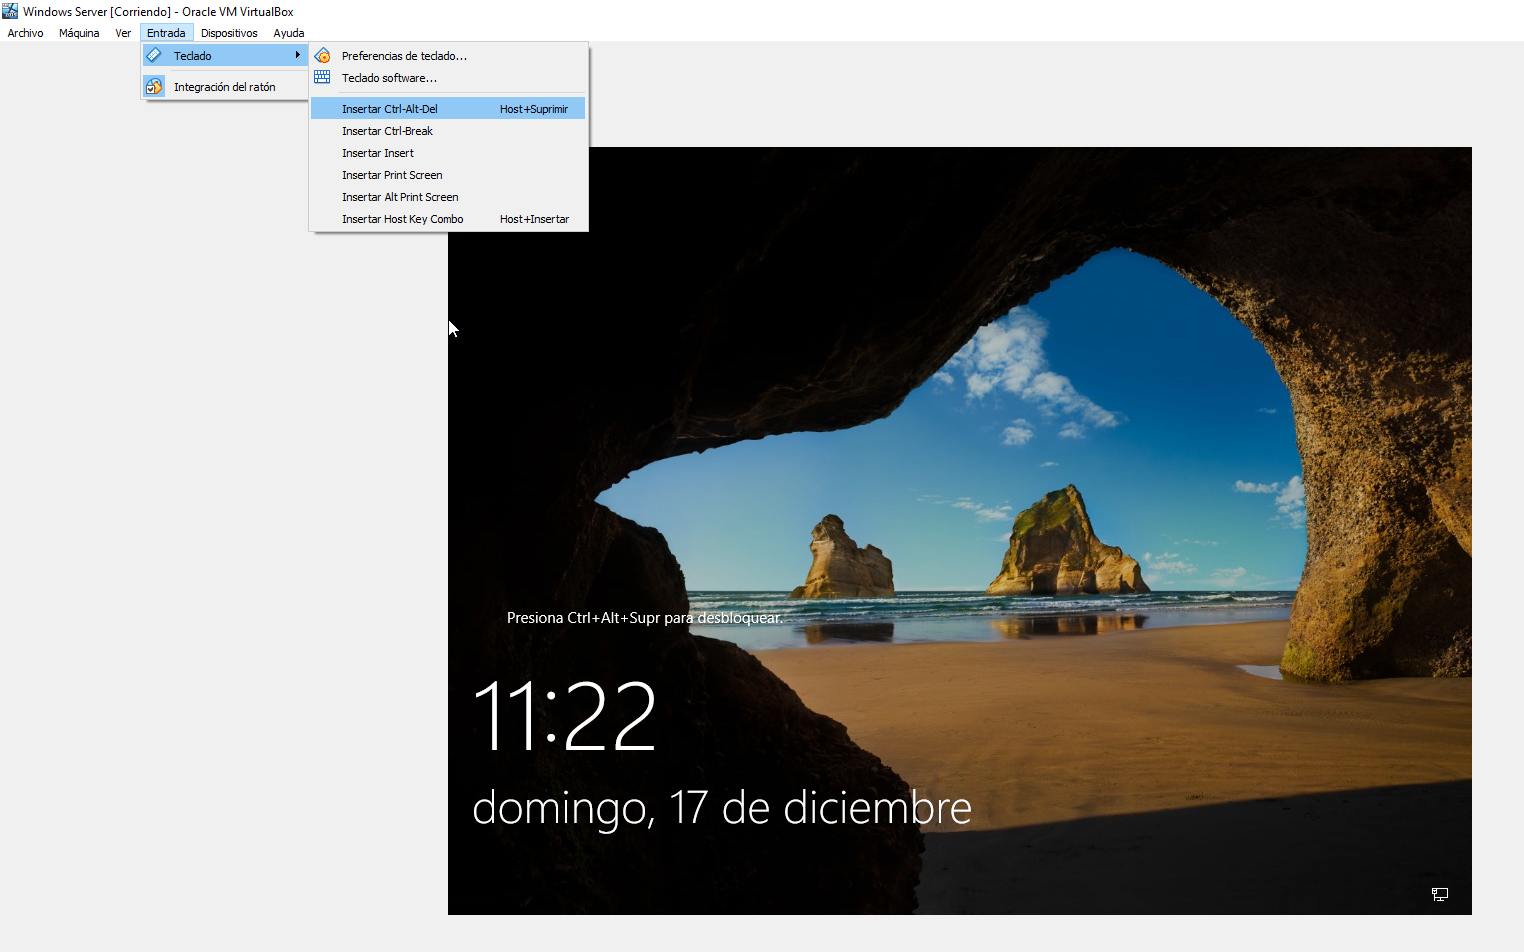 Windows Server [Corriendo] - Oracle VM VirtualBox
Archivo Máquina Ver Entrada Dispositivos Ayuda
Teclado
Integración del ratón
Preferencias de teclado...
Teclado software...
Insertar Ctrl-Alt-Del Host+Suprimir
Insertar Ctrl-Break
Insertar Insert
Insertar Print Screen
Insertar Alt Print Screen
Insertar Host Key Combo Host+Insertar
Presiona Ctrl+Alt+Supr para desbloquear.
11:22
domingo, 17 de diciembre